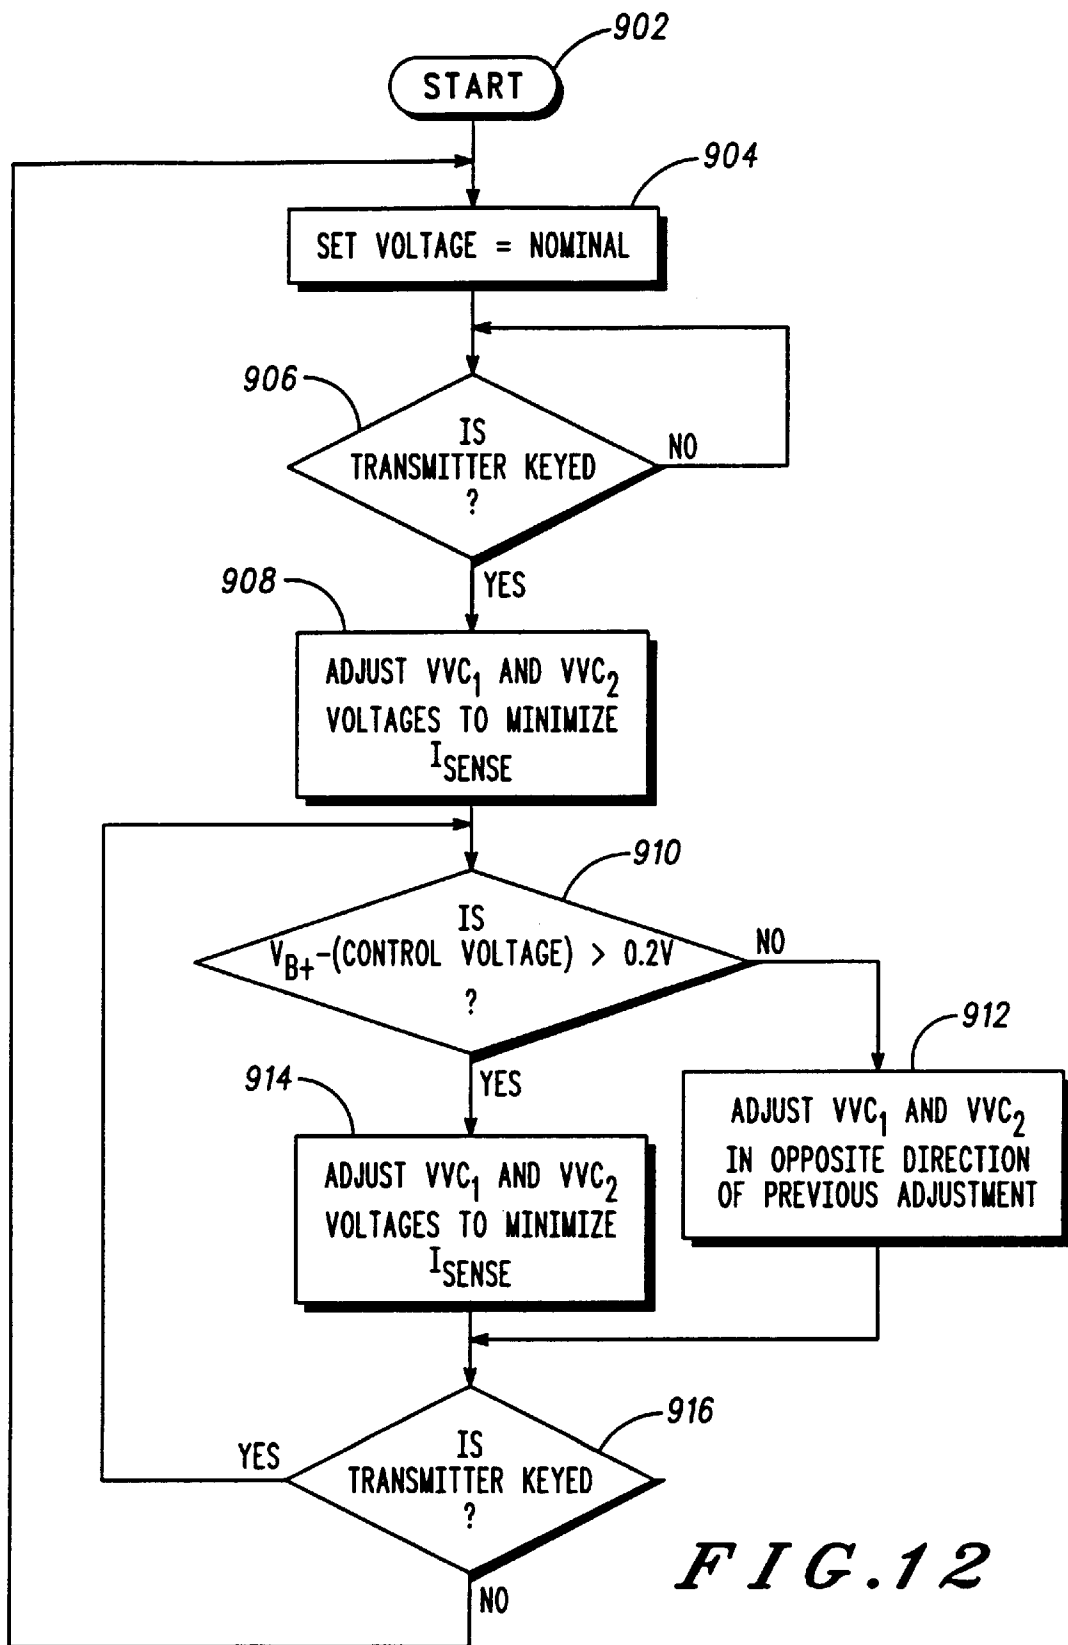 902
START
904
SET VOLTAGE = NOMINAL
906
IS
TRANSMITTER KEYED
?
NO
YES
908
ADJUST VVC1 AND VVC2
VOLTAGES TO MINIMIZE
ISENSE
910
IS
VB+-(CONTROL VOLTAGE) > 0.2V
?
NO
YES
912
ADJUST VVC1 AND VVC2
IN OPPOSITE DIRECTION
OF PREVIOUS ADJUSTMENT
914
ADJUST VVC1 AND VVC2
VOLTAGES TO MINIMIZE
ISENSE
916
IS
TRANSMITTER KEYED
?
YES
NO
FIG.12